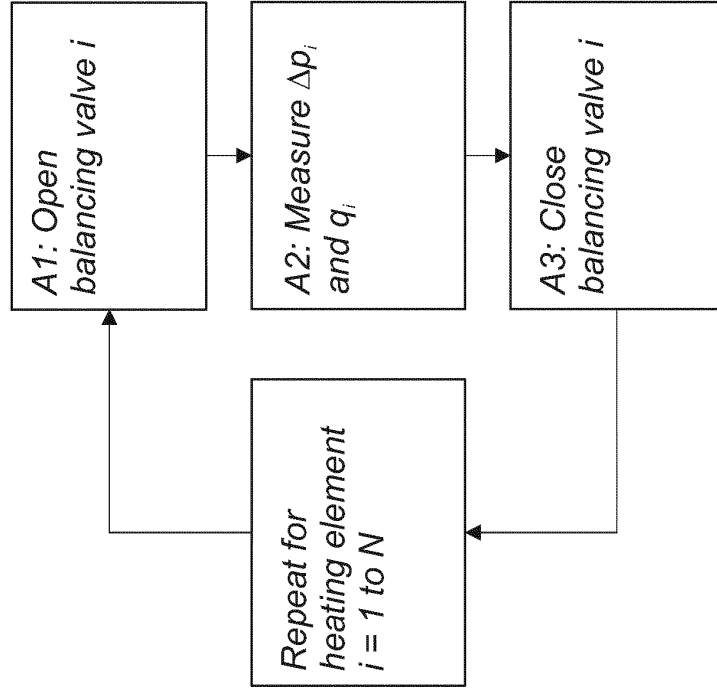 A1: Open
balancing valve i
A2: Measure Δpᵢ
and qᵢ
A3: Close
balancing valve i
Repeat for
heating element
i = 1 to N